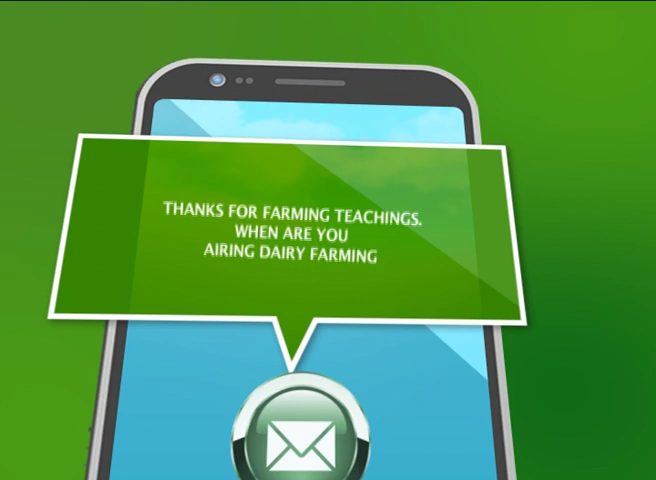 THANKS FOR FARMING TEACHINGS.
WHEN ARE YOU
AIRING DAIRY FARMING